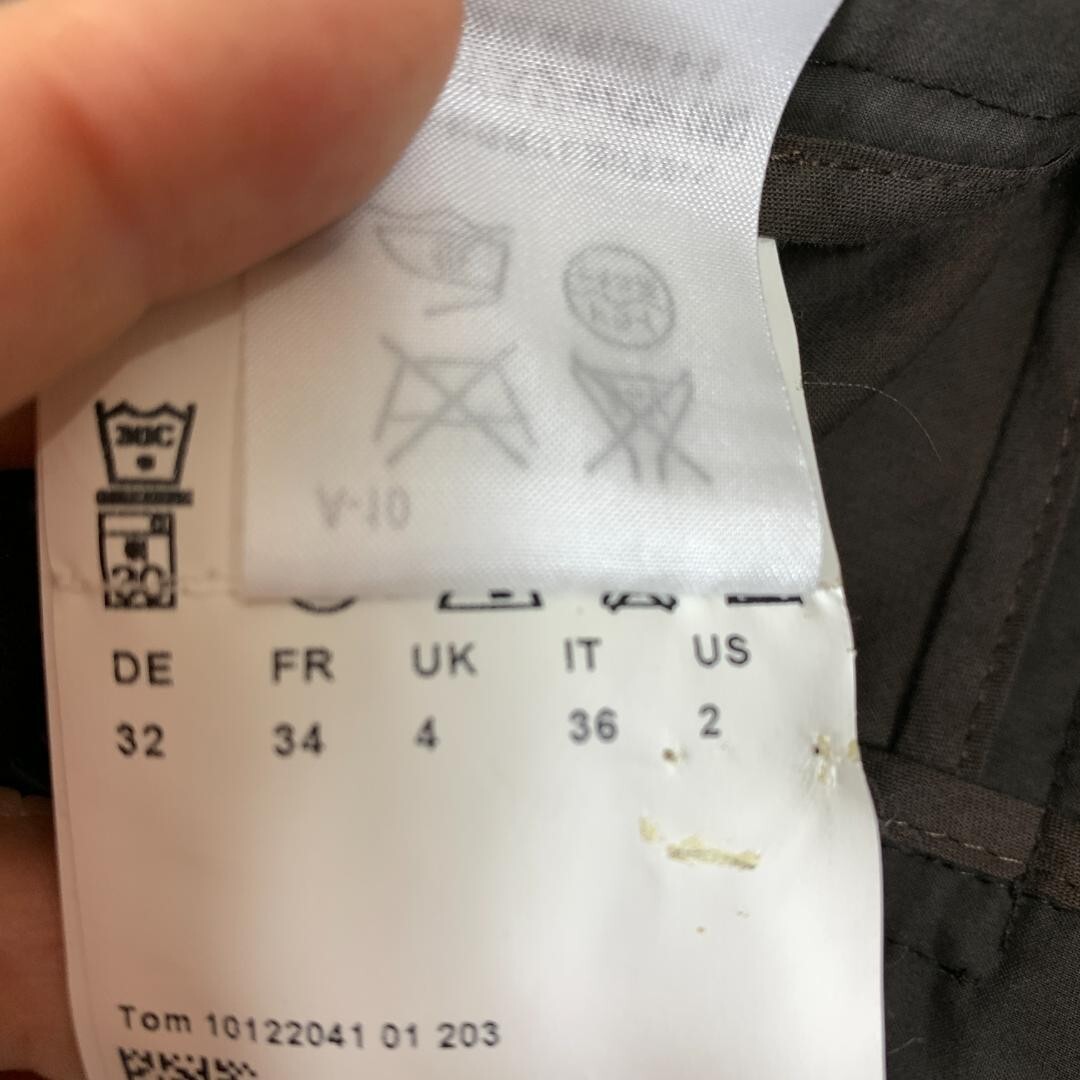 30C
30
DE FR UK IT US
32 34 4 36 2
Tom 10122041 01 203